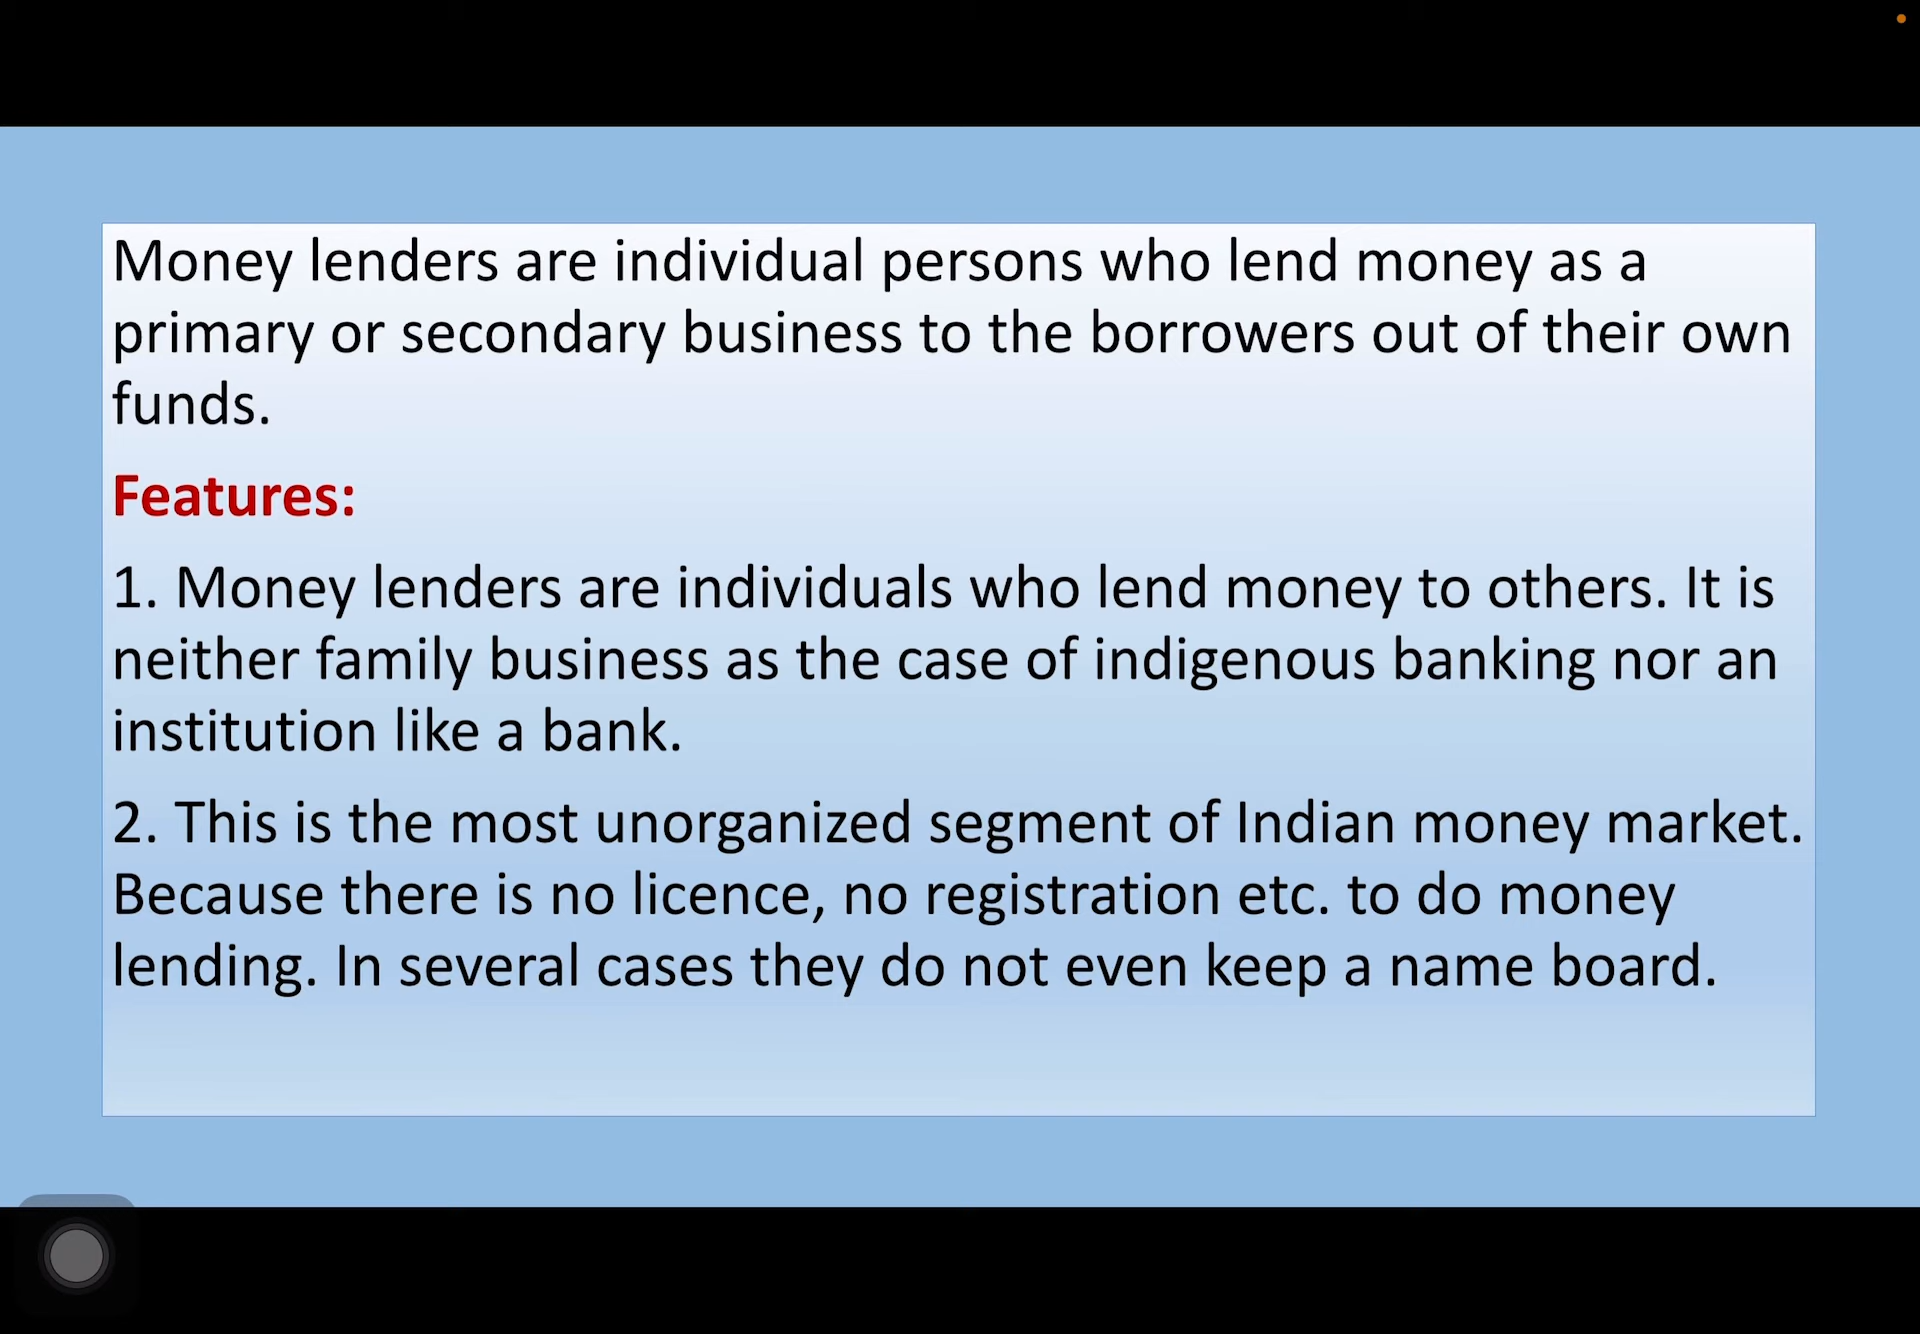 Money lenders are individual persons who lend money as a
primary or secondary business to the borrowers out of their own
funds.
Features:
1. Money lenders are individuals who lend money to others. It is
neither family business as the case of indigenous banking nor an
institution like a bank.
2. This is the most unorganized segment of Indian money market.
Because there is no licence, no registration etc. to do money
lending. In several cases they do not even keep a name board.